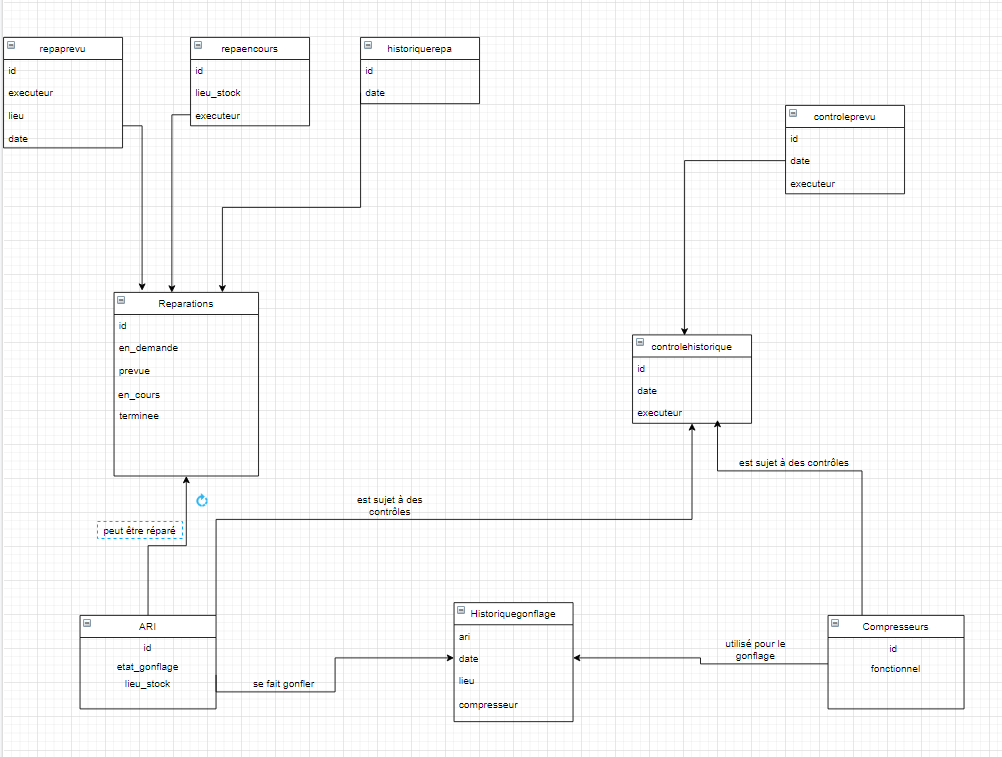 repaprevu
id
executeur
lieu
date
repaencours
id
lieu_stock
executeur
historiquerepa
id
date
controleprevu
id
date
executeur
Reparations
id
en_demande
prevue
en_cours
terminee
controlehistorique
id
date
executeur
est sujet à des contrôles
est sujet à des
contrôles
peut être réparé
ARI
id
etat_gonflage
lieu_stock
se fait gonfler
Historiquegonflage
ari
date
lieu
compresseur
utilisé pour le
gonflage
Compresseurs
id
fonctionnel